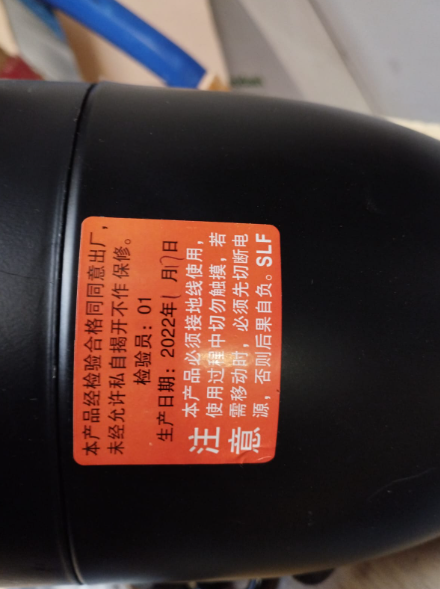 本产品经检验合格同同意出厂，
未经允许私自揭开不作保修。
检验员：01
生产日期：2022年1月17日
注意
本产品必须接地线使用，
使用过程中切勿触摸，若
需移动时，必须先切断电
源，否则后果自负。SLF